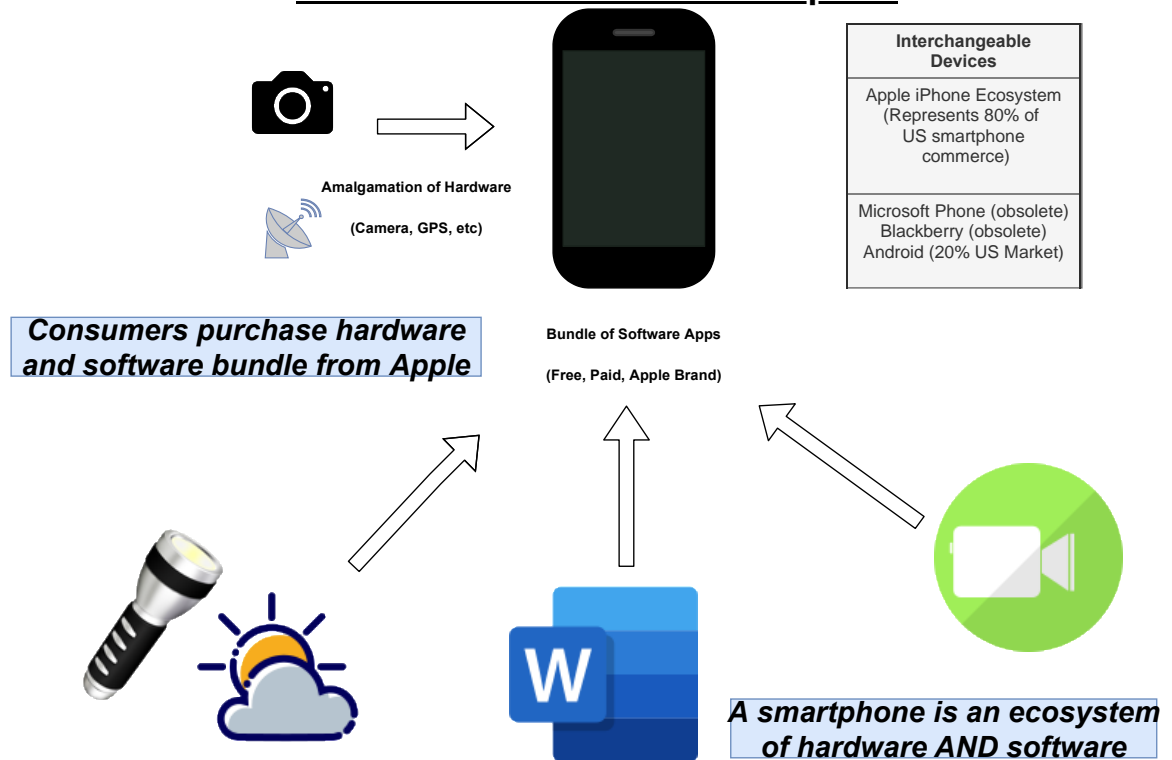 Interchangeable
Devices
Apple iPhone Ecosystem
(Represents 80% of
US smartphone
commerce)
Microsoft Phone (obsolete)
Blackberry (obsolete)
Android (20% US Market)
Amalgamation of Hardware
(Camera, GPS, etc)
Consumers purchase hardware
and software bundle from Apple
Bundle of Software Apps
(Free, Paid, Apple Brand)
W
A smartphone is an ecosystem
of hardware AND software